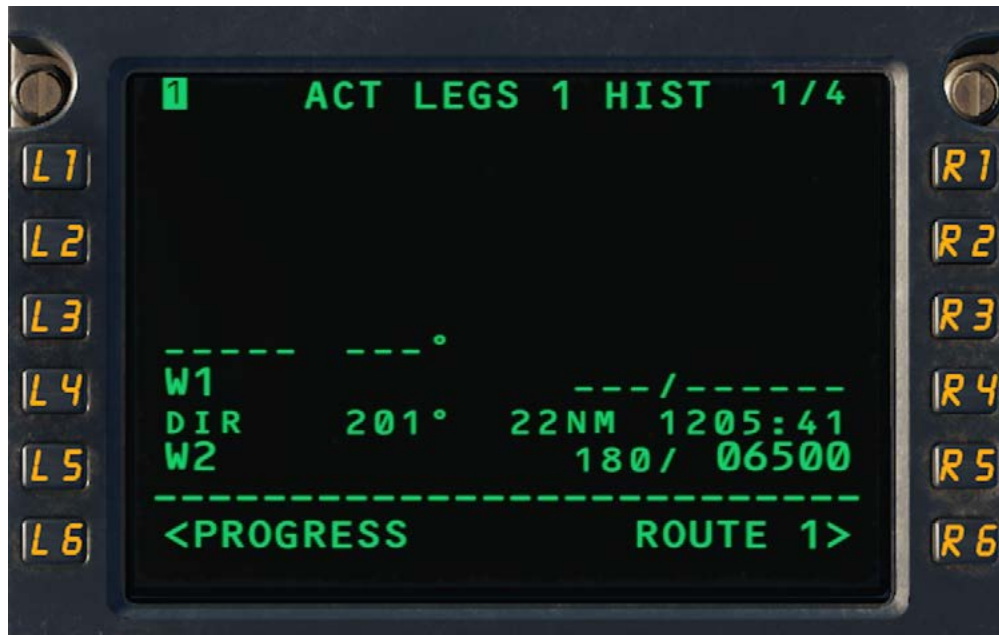 1 ACT LEGS 1 HIST 1/4
L1 R1
L2 R2
L3 R3
----- ---°
L4 W1 ---/------ R4
DIR 201° 22NM 1205:41
L5 W2 180/ 06500 R5
------------------------------
L6 <PROGRESS ROUTE 1> R6